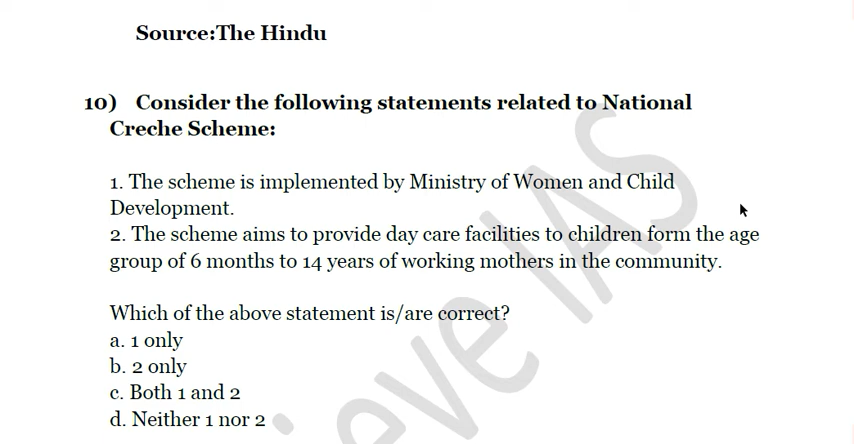 Source:The Hindu
10) Consider the following statements related to National
Creche Scheme:
1. The scheme is implemented by Ministry of Women and Child
Development.
2. The scheme aims to provide day care facilities to children form the age
group of 6 months to 14 years of working mothers in the community.
Which of the above statement is/are correct?
a. 1 only
b. 2 only
c. Both 1 and 2
d. Neither 1 nor 2
ieve IAS